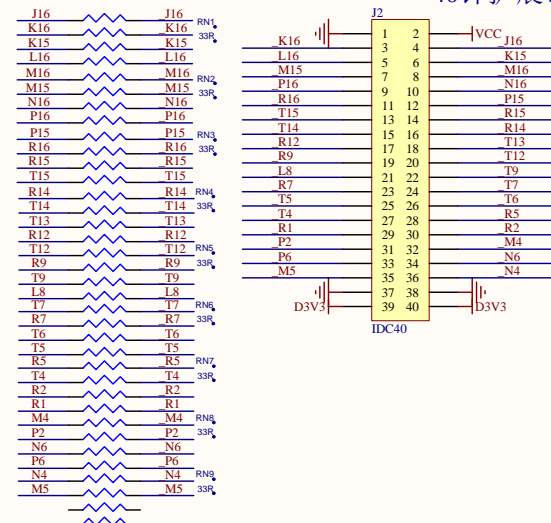 J16 _J16 RN1
K16 _K16
K15 _K15 33R
L16 _L16
M16 _M16 RN2
M15 _M15 33R
N16 _N16
P16 _P16
P15 _P15 RN3
R16 _R16 33R
R15 _R15
T15 _T15
R14 _R14 RN4
T14 _T14 33R
T13 _T13
R12 _R12
T12 _T12 RN5
R9 _R9 33R
T9 _T9
L8 _L8
T7 _T7 RN6
R7 _R7 33R
T6 _T6
T5 _T5
R5 _R5 RN7
T4 _T4 33R
R2 _R2
R1 _R1
M4 _M4 RN8
P2 _P2 33R
N6 _N6
P6 _P6
N4 _N4 RN9
M5 _M5 33R
J2
1 2 VCC
_K16 3 4 _J16
_L16 5 6 _K15
_M15 7 8 _M16
_P16 9 10 _N16
_R16 11 12 _P15
_T15 13 14 _R15
_T14 15 16 _R14
_R12 17 18 _T13
_R9 19 20 _T12
_L8 21 22 _T9
_R7 23 24 _T7
_T5 25 26 _T6
_T4 27 28 _R5
_R1 29 30 _R2
_P2 31 32 _M4
_P6 33 34 _N6
_M5 35 36 _N4
37 38
D3V3 39 40 D3V3
IDC40